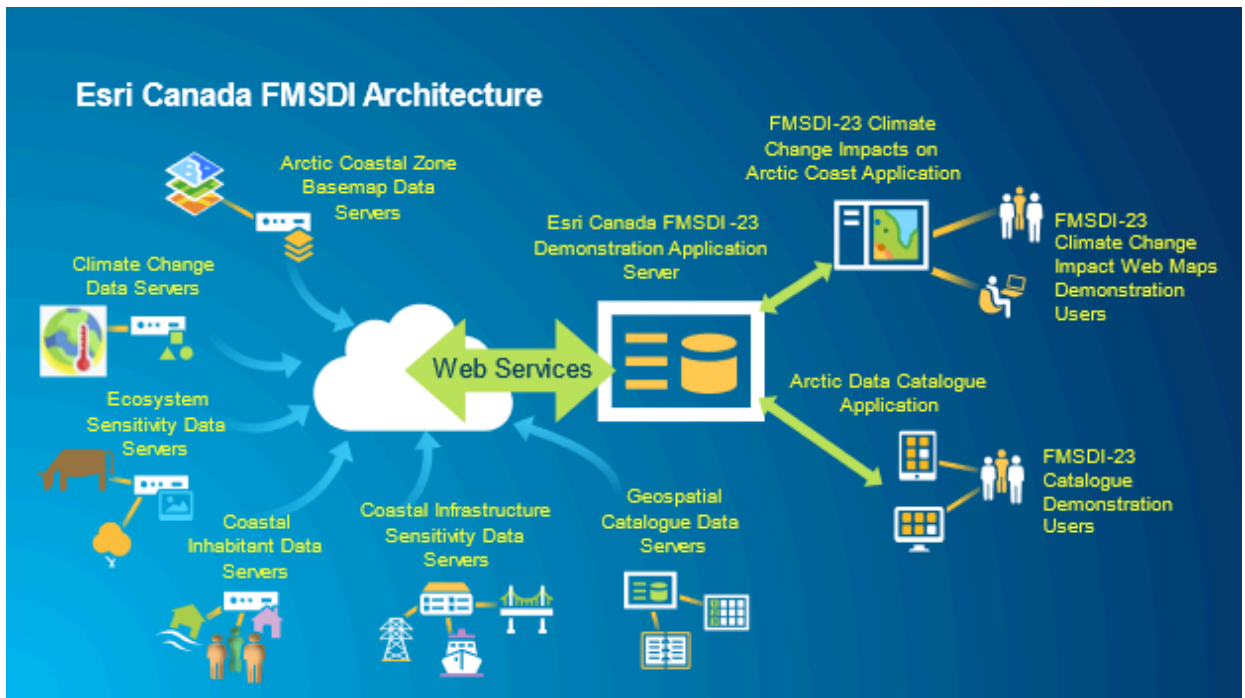 Esri Canada FMSDI Architecture
Arctic Coastal Zone
Basemap Data
Servers
Climate Change
Data Servers
Ecosystem
Sensitivity Data
Servers
Coastal
Inhabitant Data
Servers
Coastal Infrastructure
Sensitivity Data
Servers
Geospatial
Catalogue Data
Servers
Web Services
Esri Canada FMSDI -23
Demonstration Application
Server
FMSDI-23 Climate
Change Impacts on
Arctic Coast Application
FMSDI-23
Climate Change
Impact Web Maps
Demonstration
Users
Arctic Data Catalogue
Application
FMSDI-23
Catalogue
Demonstration
Users